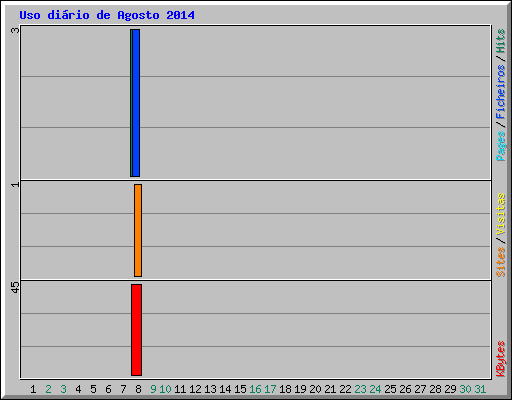 Uso diário de Agosto 2014
3
1
45
Pages/Ficheiros/Hits
Sites/Visitas
KBytes
1 2 3 4 5 6 7 8 9 10 11 12 13 14 15 16 17 18 19 20 21 22 23 24 25 26 27 28 29 30 31